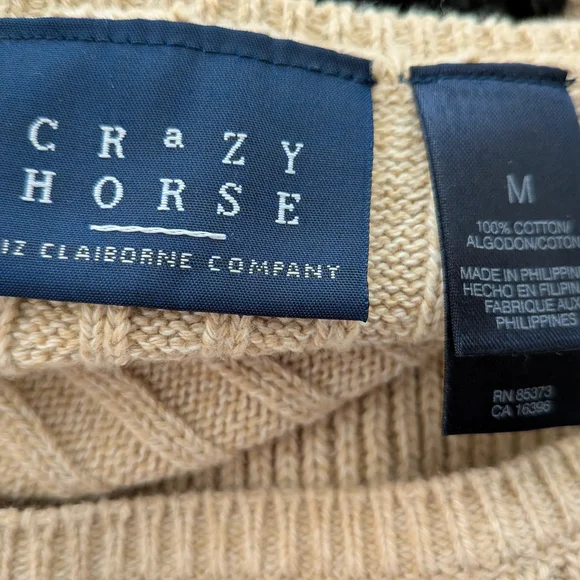 CRaZY
HORSE
IZ CLAIBORNE COMPANY
M
100% COTTON/
ALGODON/COTON
MADE IN PHILIPPIN
HECHO EN FILIPIN
FABRIQUE AUX
PHILIPPINES
RN 85373
CA 16396